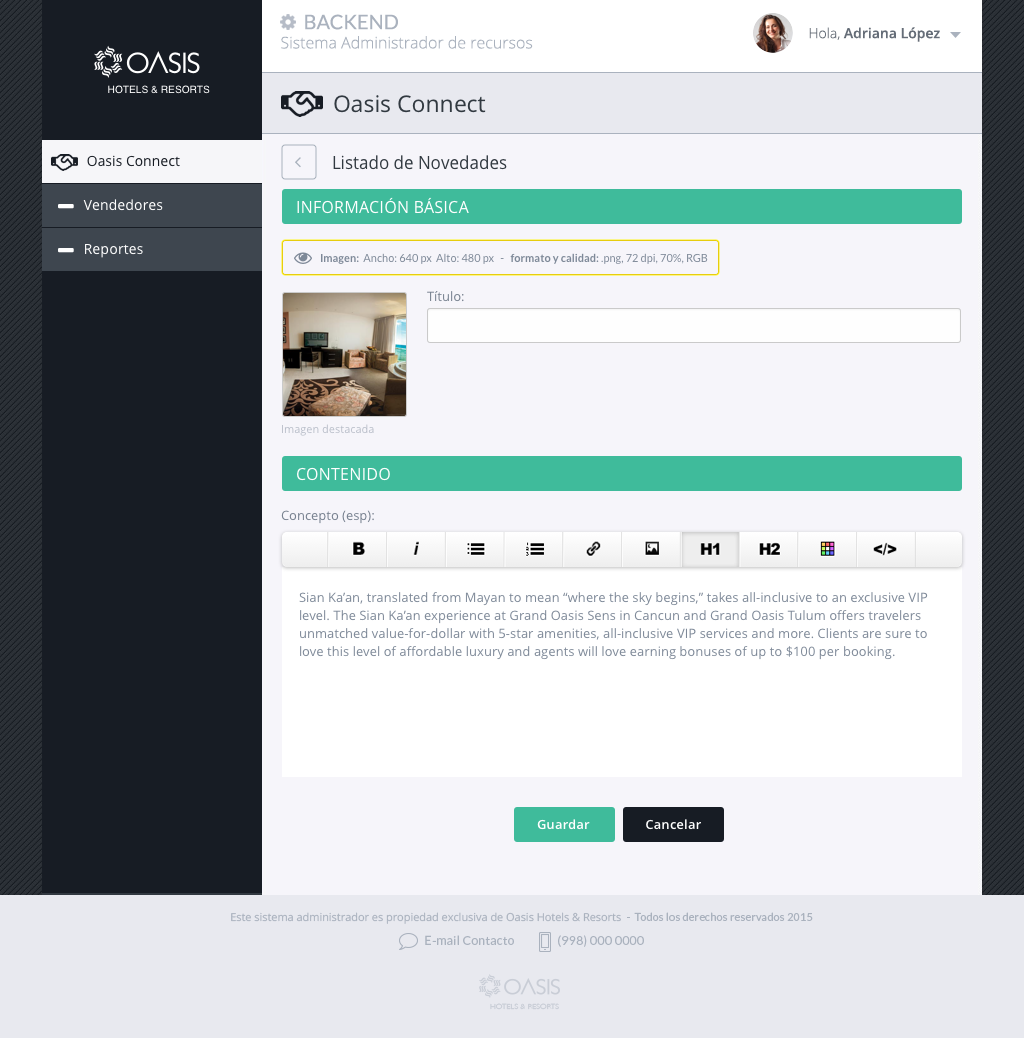 OASIS
HOTELS & RESORTS
BACKEND
Sistema Administrador de recursos
Hola, Adriana López
Oasis Connect
Oasis Connect
Vendedores
Reportes
Listado de Novedades
INFORMACIÓN BÁSICA
Imagen: Ancho: 640 px Alto: 480 px - formato y calidad: .png, 72 dpi, 70%, RGB
Título:
Imagen destacada
CONTENIDO
Concepto (esp):
B i H1 H2 </>
Sian Ka’an, translated from Mayan to mean “where the sky begins,” takes all-inclusive to an exclusive VIP
level. The Sian Ka’an experience at Grand Oasis Sens in Cancun and Grand Oasis Tulum offers travelers
unmatched value-for-dollar with 5-star amenities, all-inclusive VIP services and more. Clients are sure to
love this level of affordable luxury and agents will love earning bonuses of up to $100 per booking.
Guardar Cancelar
Este sistema administrador es propiedad exclusiva de Oasis Hotels & Resorts - Todos los derechos reservados 2015
E-mail Contacto (998) 000 0000
OASIS
HOTELS & RESORTS